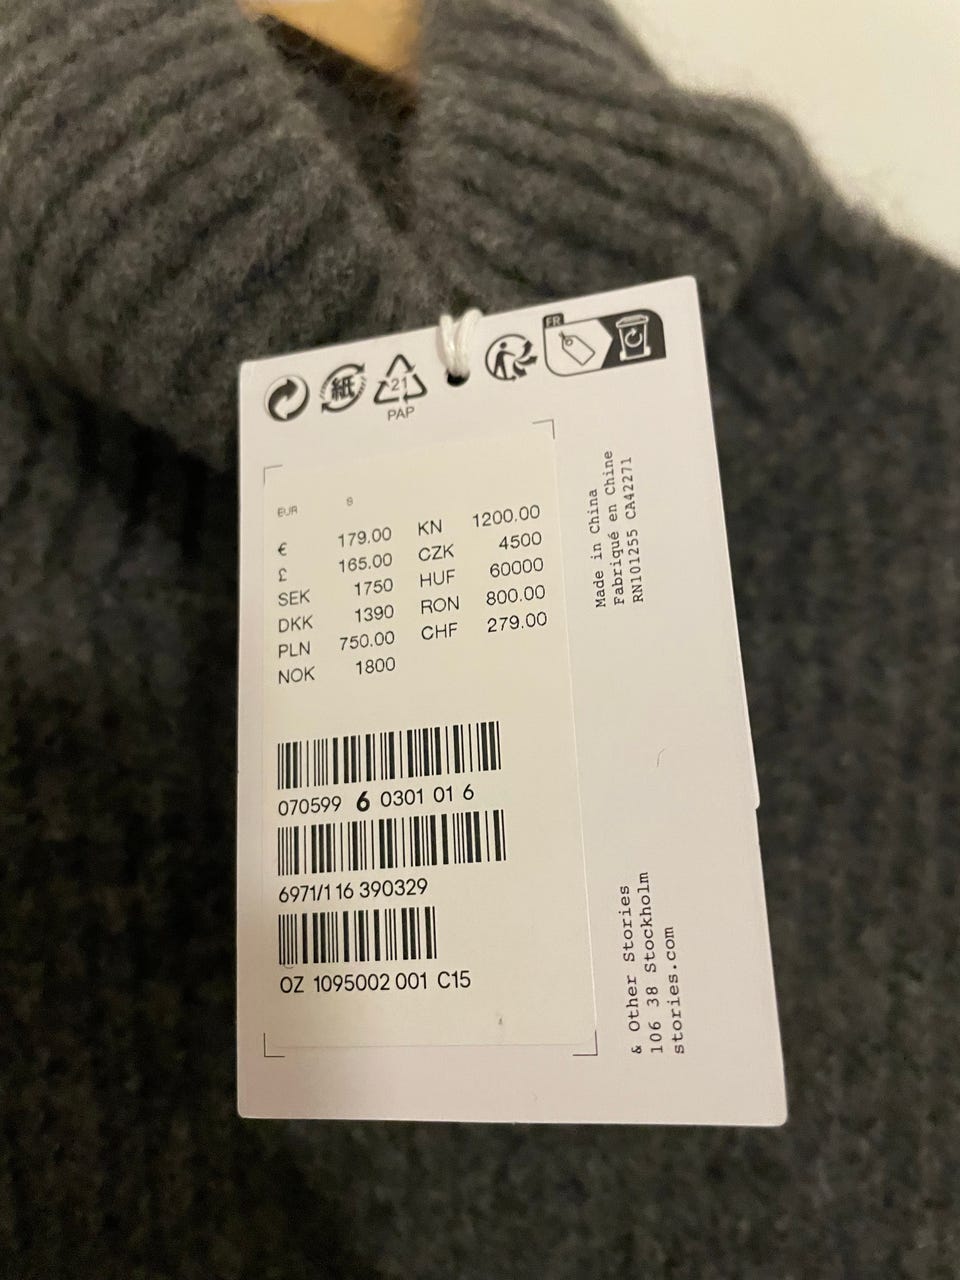 紙
21
PAP
FR
EUR S
€ 179.00 KN 1200.00
£ 165.00 CZK 4500
SEK 1750 HUF 60000
DKK 1390 RON 800.00
PLN 750.00 CHF 279.00
NOK 1800
070599 6 0301 01 6
6971/1 16 390329
OZ 1095002 001 C15
Made in China
Fabriqué en Chine
RN101255 CA42271
& Other Stories
106 38 Stockholm
stories.com